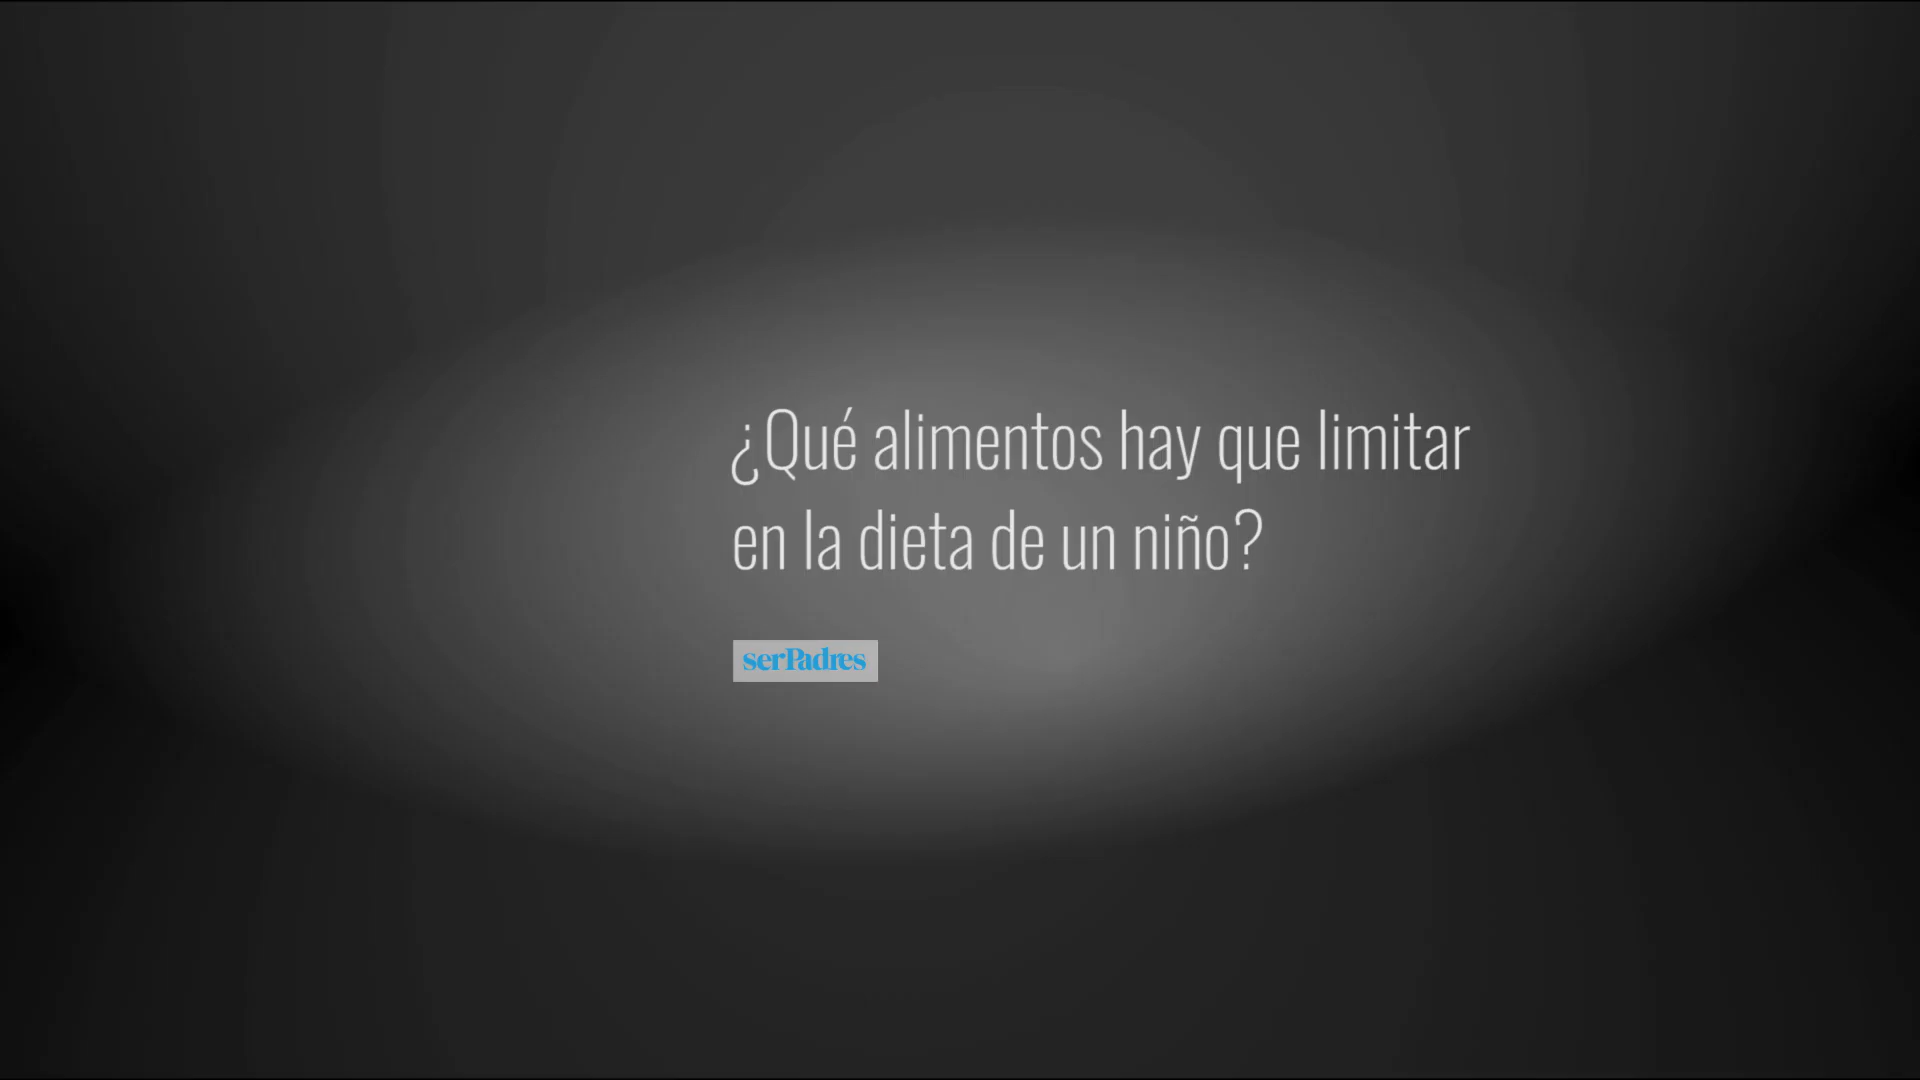 ¿Qué alimentos hay que limitar
en la dieta de un niño?
serPadres